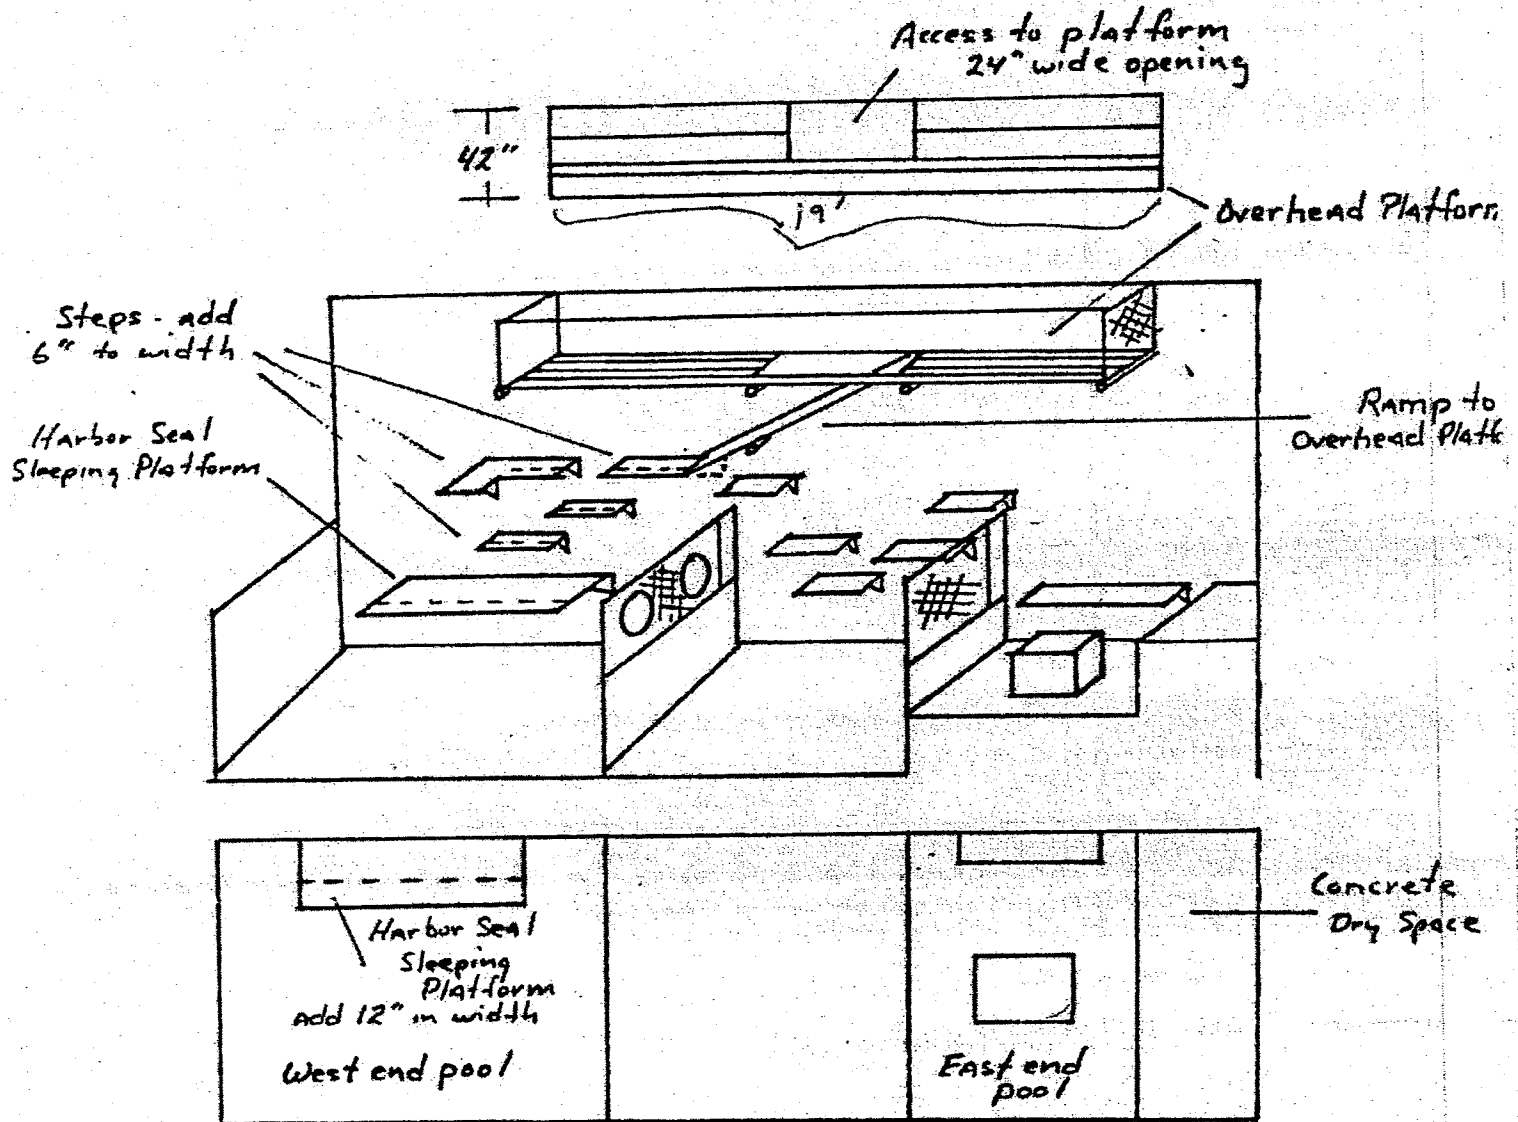 Access to platform
24" wide opening
42"
19'
Overhead Platform
Steps - add
6" to width
Harbor Seal
Sleeping Platform
Ramp to
Overhead Platf
Harbor Seal
Sleeping
Platform
Add 12" in width
West end pool
East end
pool
Concrete
Dry Space